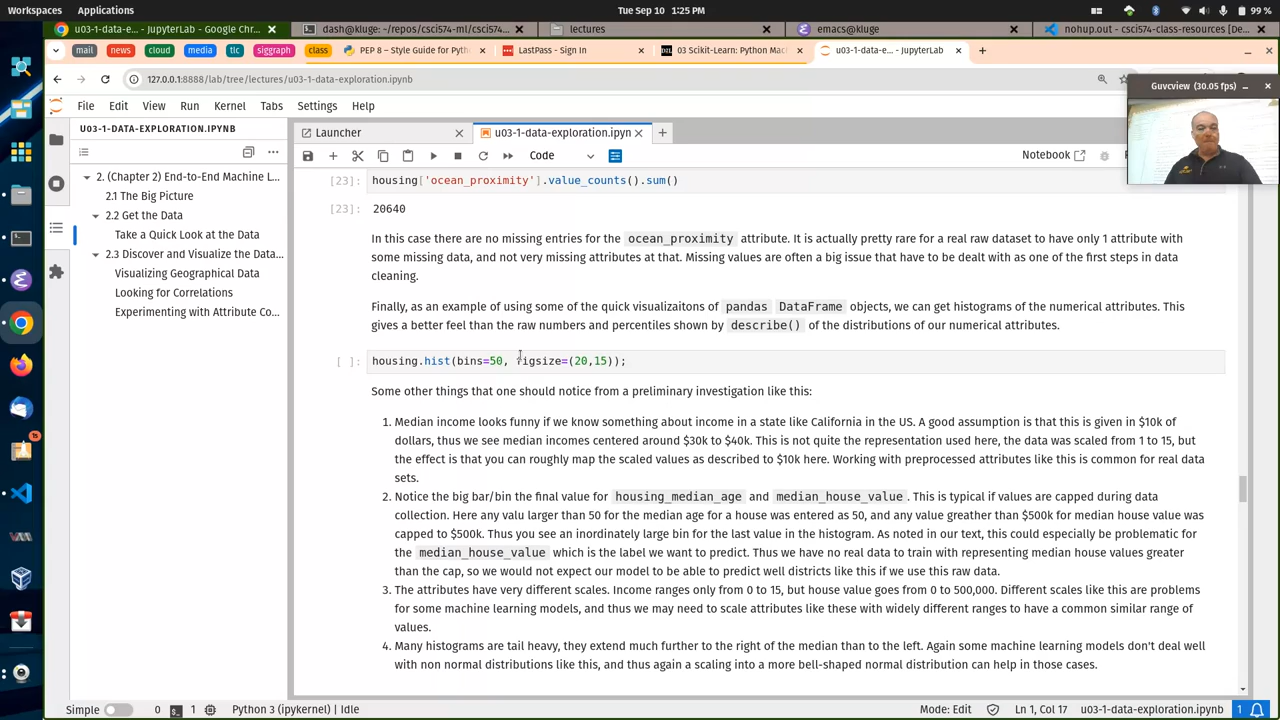 Workspaces
Applications
Tue Sep 10 1:25 PM
99 %
u03-1-data-e... - JupyterLab - Google Chr...
dash@kluge: ~/repos/csci574-ml/csci574...
lectures
emacs@kluge
nohup.out - csci574-class-resources [De...
mail
news
cloud
media
tlc
siggraph
class
PEP 8 – Style Guide for Pyth
LastPass - Sign In
03 Scikit-Learn: Python Mac
u03-1-data-e... - JupyterLab
127.0.0.1:8888/lab/tree/lectures/u03-1-data-exploration.ipynb
Guvcview (30.05 fps)
File Edit View Run Kernel Tabs Settings Help
U03-1-DATA-EXPLORATION.IPYNB
Launcher
u03-1-data-exploration.ipyn
Code
Notebook
2. (Chapter 2) End-to-End Machine L...
2.1 The Big Picture
2.2 Get the Data
Take a Quick Look at the Data
2.3 Discover and Visualize the Data...
Visualizing Geographical Data
Looking for Correlations
Experimenting with Attribute Co...
[23]: housing['ocean_proximity'].value_counts().sum()
[23]: 20640
In this case there are no missing entries for the ocean_proximity attribute. It is actually pretty rare for a real raw dataset to have only 1 attribute with
some missing data, and not very missing attributes at that. Missing values are often a big issue that have to be dealt with as one of the first steps in data
cleaning.
Finally, as an example of using some of the quick visualizaitons of pandas DataFrame objects, we can get histograms of the numerical attributes. This
gives a better feel than the raw numbers and percentiles shown by describe() of the distributions of our numerical attributes.
[ ]: housing.hist(bins=50, figsize=(20,15));
Some other things that one should notice from a preliminary investigation like this:
1. Median income looks funny if we know something about income in a state like California in the US. A good assumption is that this is given in $10k of
dollars, thus we see median incomes centered around $30k to $40k. This is not quite the representation used here, the data was scaled from 1 to 15, but
the effect is that you can roughly map the scaled values as described to $10k here. Working with preprocessed attributes like this is common for real data
sets.
2. Notice the big bar/bin the final value for housing_median_age and median_house_value. This is typical if values are capped during data
collection. Here any valu larger than 50 for the median age for a house was entered as 50, and any value greather than $500k for median house value was
capped to $500k. Thus you see an inordinately large bin for the last value in the histogram. As noted in our text, this could especially be problematic for
the median_house_value which is the label we want to predict. Thus we have no real data to train with representing median house values greater
than the cap, so we would not expect our model to be able to predict well districts like this if we use this raw data.
3. The attributes have very different scales. Income ranges only from 0 to 15, but house value goes from 0 to 500,000. Different scales like this are problems
for some machine learning models, and thus we may need to scale attributes like these with widely different ranges to have a common similar range of
values.
4. Many histograms are tail heavy, they extend much further to the right of the median than to the left. Again some machine learning models don't deal well
with non normal distributions like this, and thus again a scaling into a more bell-shaped normal distribution can help in those cases.
15
Simple
0
1
Python 3 (ipykernel) | Idle
Mode: Edit
Ln 1, Col 17
u03-1-data-exploration.ipynb
1